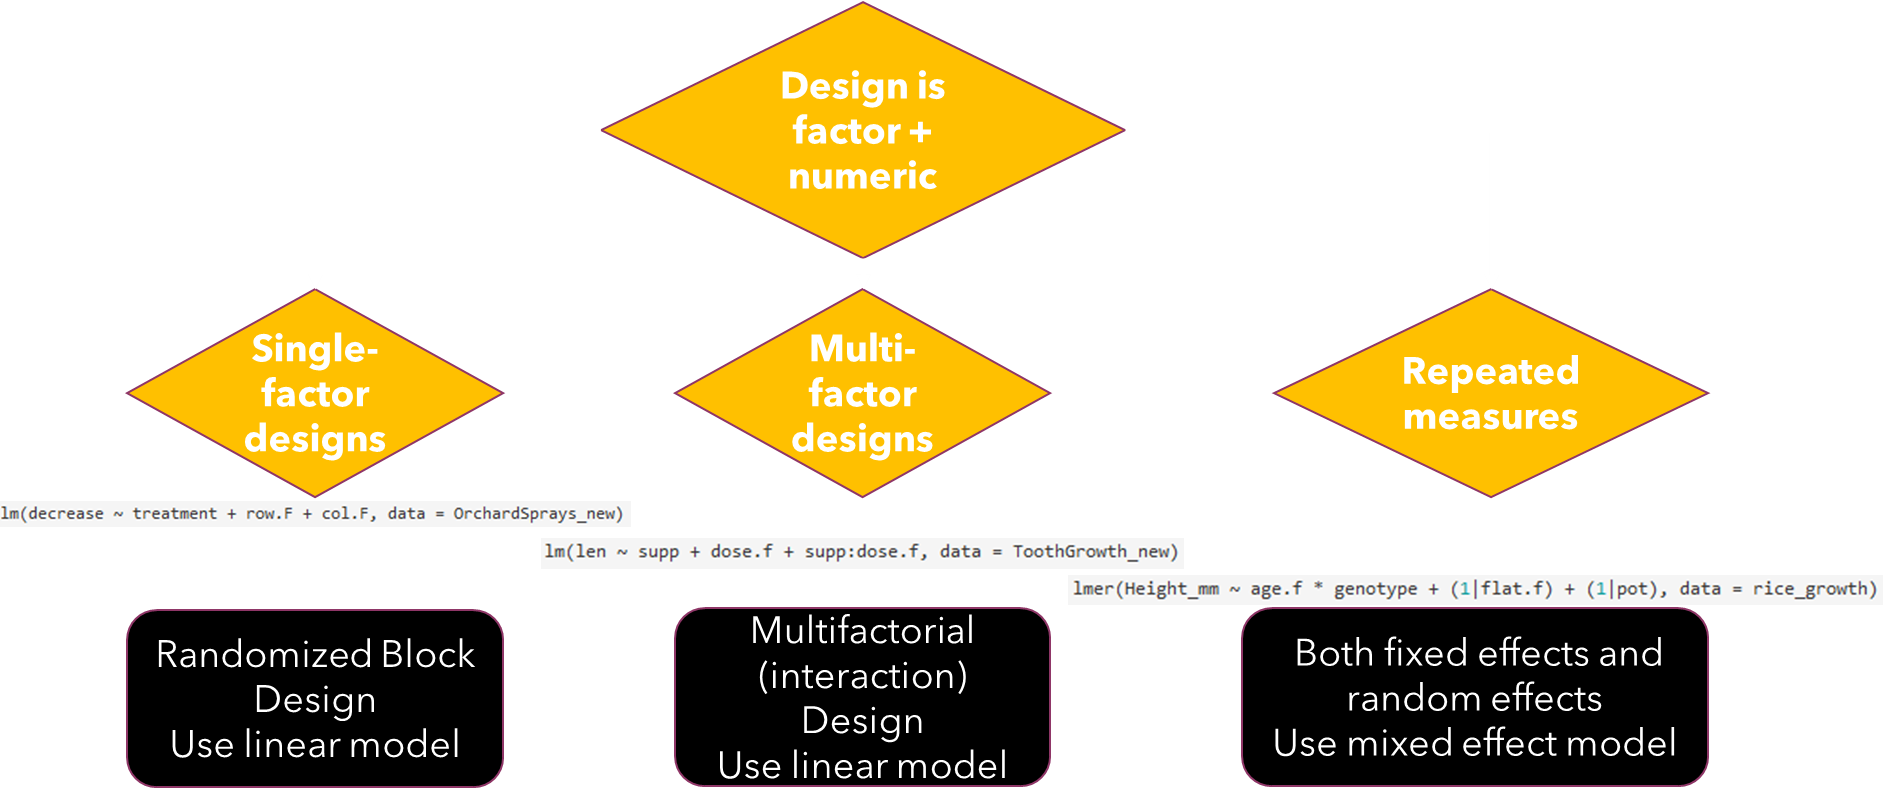 Design is
factor +
numeric
Single-
factor
designs
Multi-
factor
designs
Repeated
measures
lm(decrease ~ treatment + row.F + col.F, data = OrchardSprays_new)
lm(len ~ supp + dose.f + supp:dose.f, data = ToothGrowth_new)
lmer(Height_mm ~ age.f * genotype + (1|flat.f) + (1|pot), data = rice_growth)
Randomized Block
Design
Use linear model
Multifactorial
(interaction)
Design
Use linear model
Both fixed effects and
random effects
Use mixed effect model